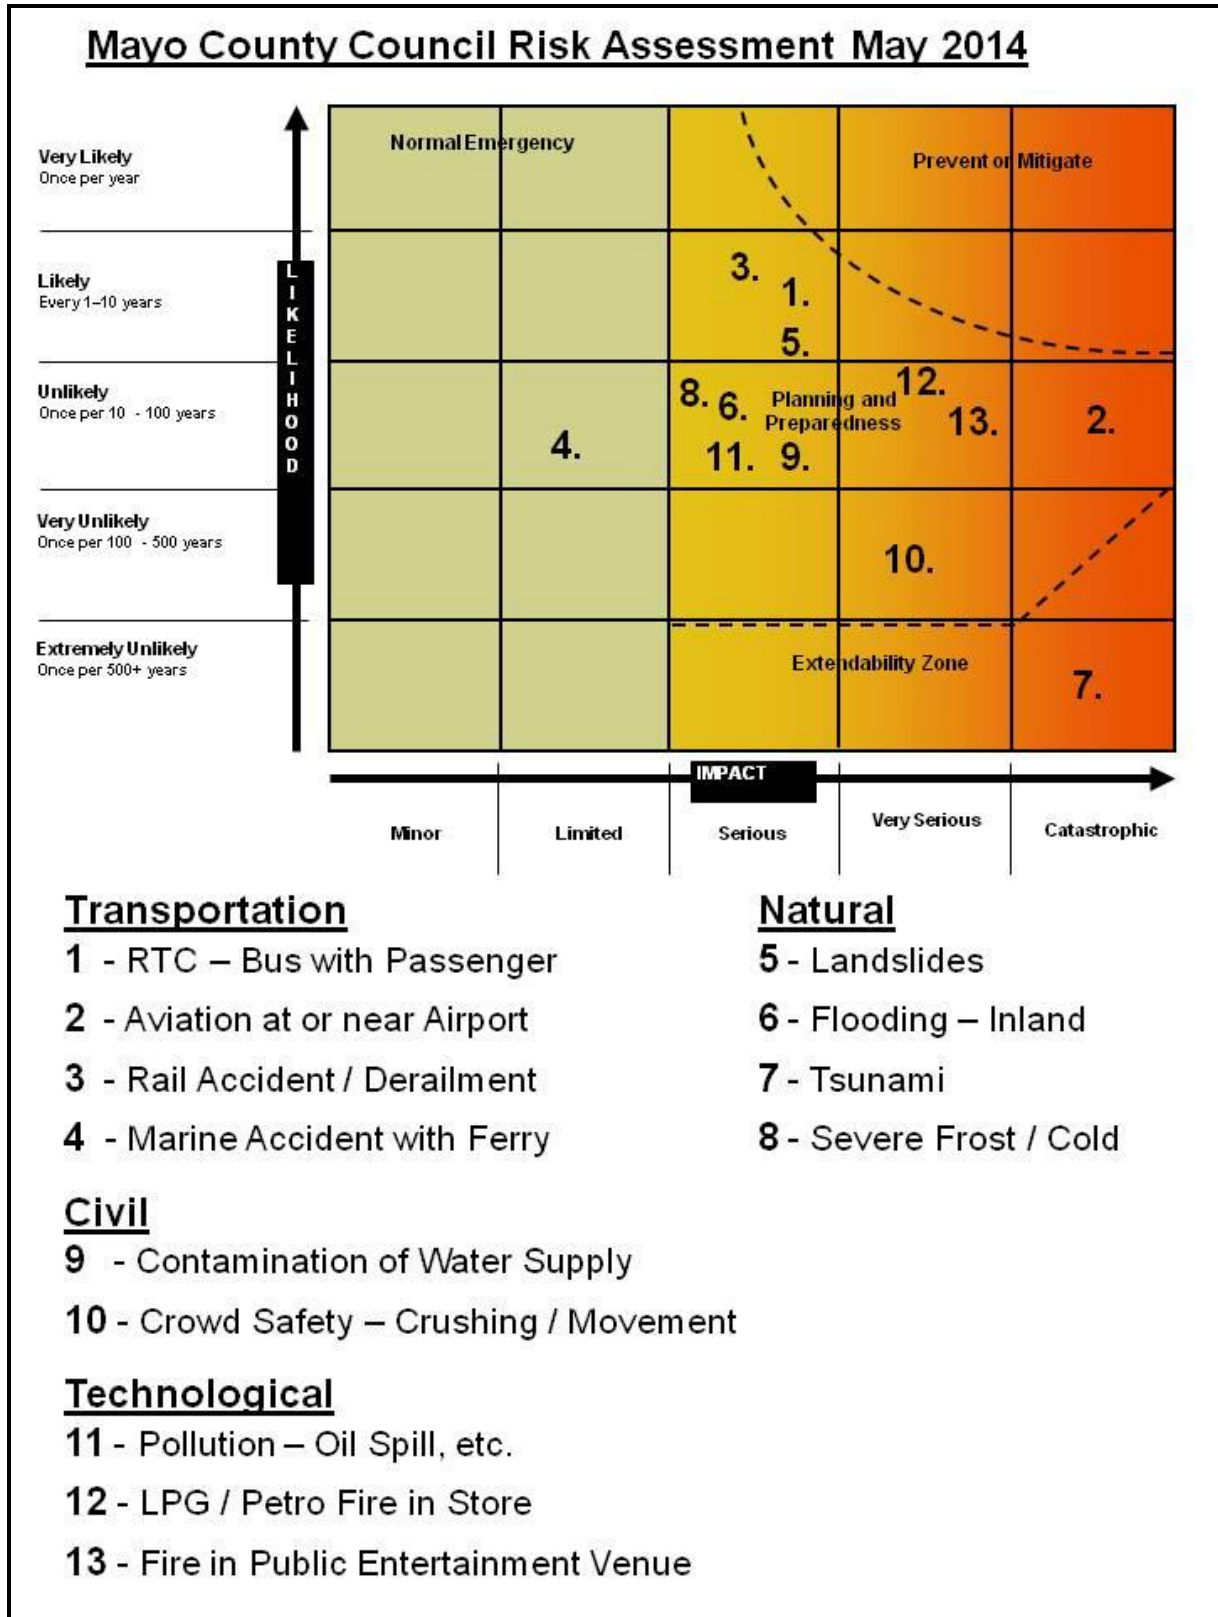 Mayo County Council Risk Assessment May 2014
Normal Emergency
Prevent or Mitigate
Very Likely
Once per year
LIKELIHOOD
Likely
Every 1–10 years
3.
1.
5.
Unlikely
Once per 10 - 100 years
4.
8.
6.
11.
9.
Planning and
Preparedness
12.
13.
2.
Very Unlikely
Once per 100 - 500 years
10.
Extremely Unlikely
Once per 500+ years
Extendability Zone
7.
IMPACT
Minor
Limited
Serious
Very Serious
Catastrophic
Transportation
1 - RTC – Bus with Passenger
2 - Aviation at or near Airport
3 - Rail Accident / Derailment
4 - Marine Accident with Ferry
Natural
5 - Landslides
6 - Flooding – Inland
7 - Tsunami
8 - Severe Frost / Cold
Civil
9 - Contamination of Water Supply
10 - Crowd Safety – Crushing / Movement
Technological
11 - Pollution – Oil Spill, etc.
12 - LPG / Petro Fire in Store
13 - Fire in Public Entertainment Venue